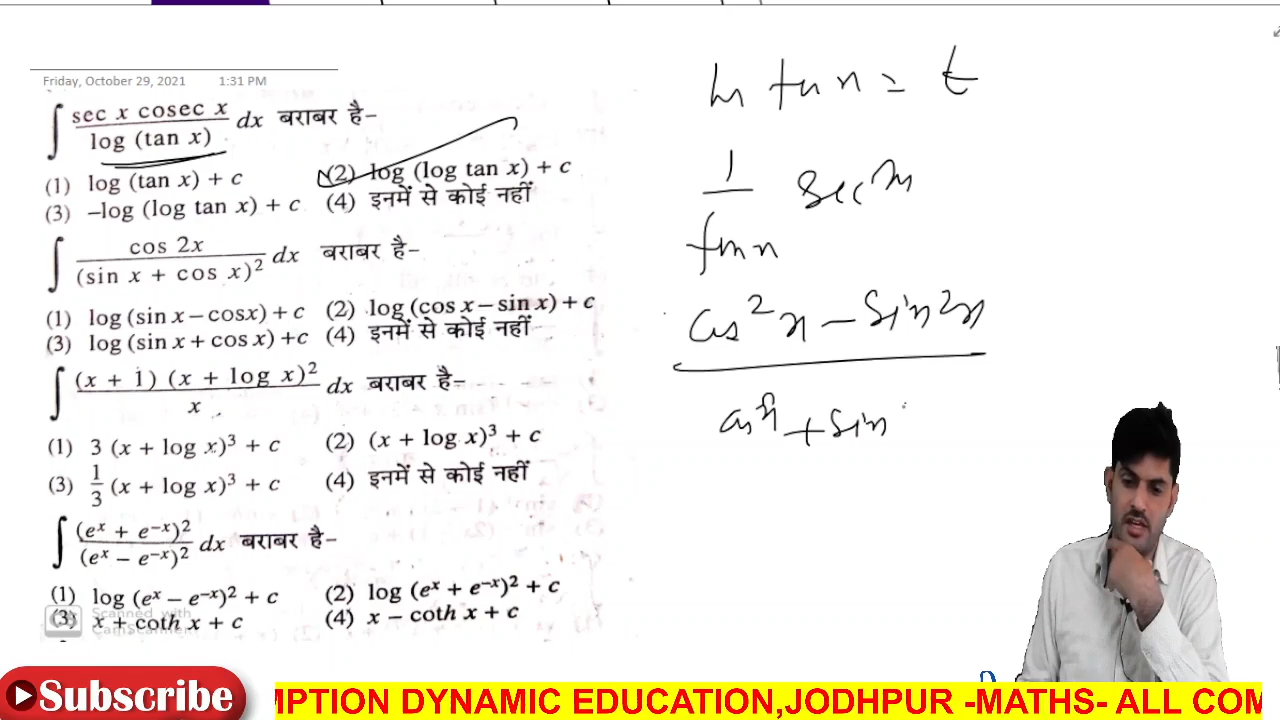 Friday, October 29, 2021 1:31 PM
∫ sec x cosec x / log (tan x) dx बराबर है–
(1) log (tan x) + c (2) log (log tan x) + c
(3) –log (log tan x) + c (4) इनमें से कोई नहीं
∫ cos 2x / (sin x + cos x)² dx बराबर है–
(1) log (sin x – cosx) + c (2) log (cos x – sin x) + c
(3) log (sin x + cos x) +c (4) इनमें से कोई नहीं
∫ (x + 1) (x + log x)² / x dx बराबर है–
(1) 3 (x + log x)³ + c (2) (x + log x)³ + c
(3) 1/3 (x + log x)³ + c (4) इनमें से कोई नहीं
∫ (eˣ + e⁻ˣ)² / (eˣ – e⁻ˣ)² dx बराबर है–
(1) log (eˣ – e⁻ˣ)² + c (2) log (eˣ + e⁻ˣ)² + c
(3) x + coth x + c (4) x – coth x + c
Scanned with
CamScanner
ln tan x = t
1
sec²x
tan x
cos²x – sin²x
cos x + sin
Subscribe
MPTION DYNAMIC EDUCATION,JODHPUR -MATHS- ALL COM